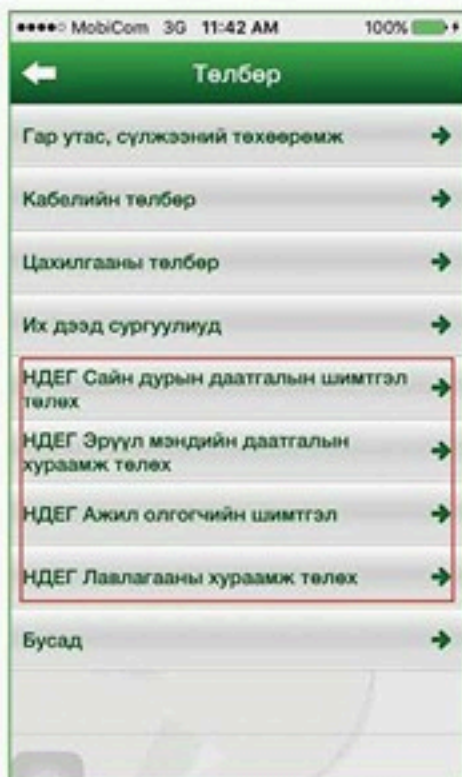 MobiCom 3G 11:42 AM 100%
Төлбөр
Гар утас, сүлжээний төхөөрөмж
Кабелийн төлбөр
Цахилгааны төлбөр
Их дээд сургуулиуд
НДЕГ Сайн дурын даатгалын шимтгэл
төлөх
НДЕГ Эрүүл мэндийн даатгалын
хураамж төлөх
НДЕГ Ажил олгогчийн шимтгэл
НДЕГ Лавлагааны хураамж төлөх
Бусад